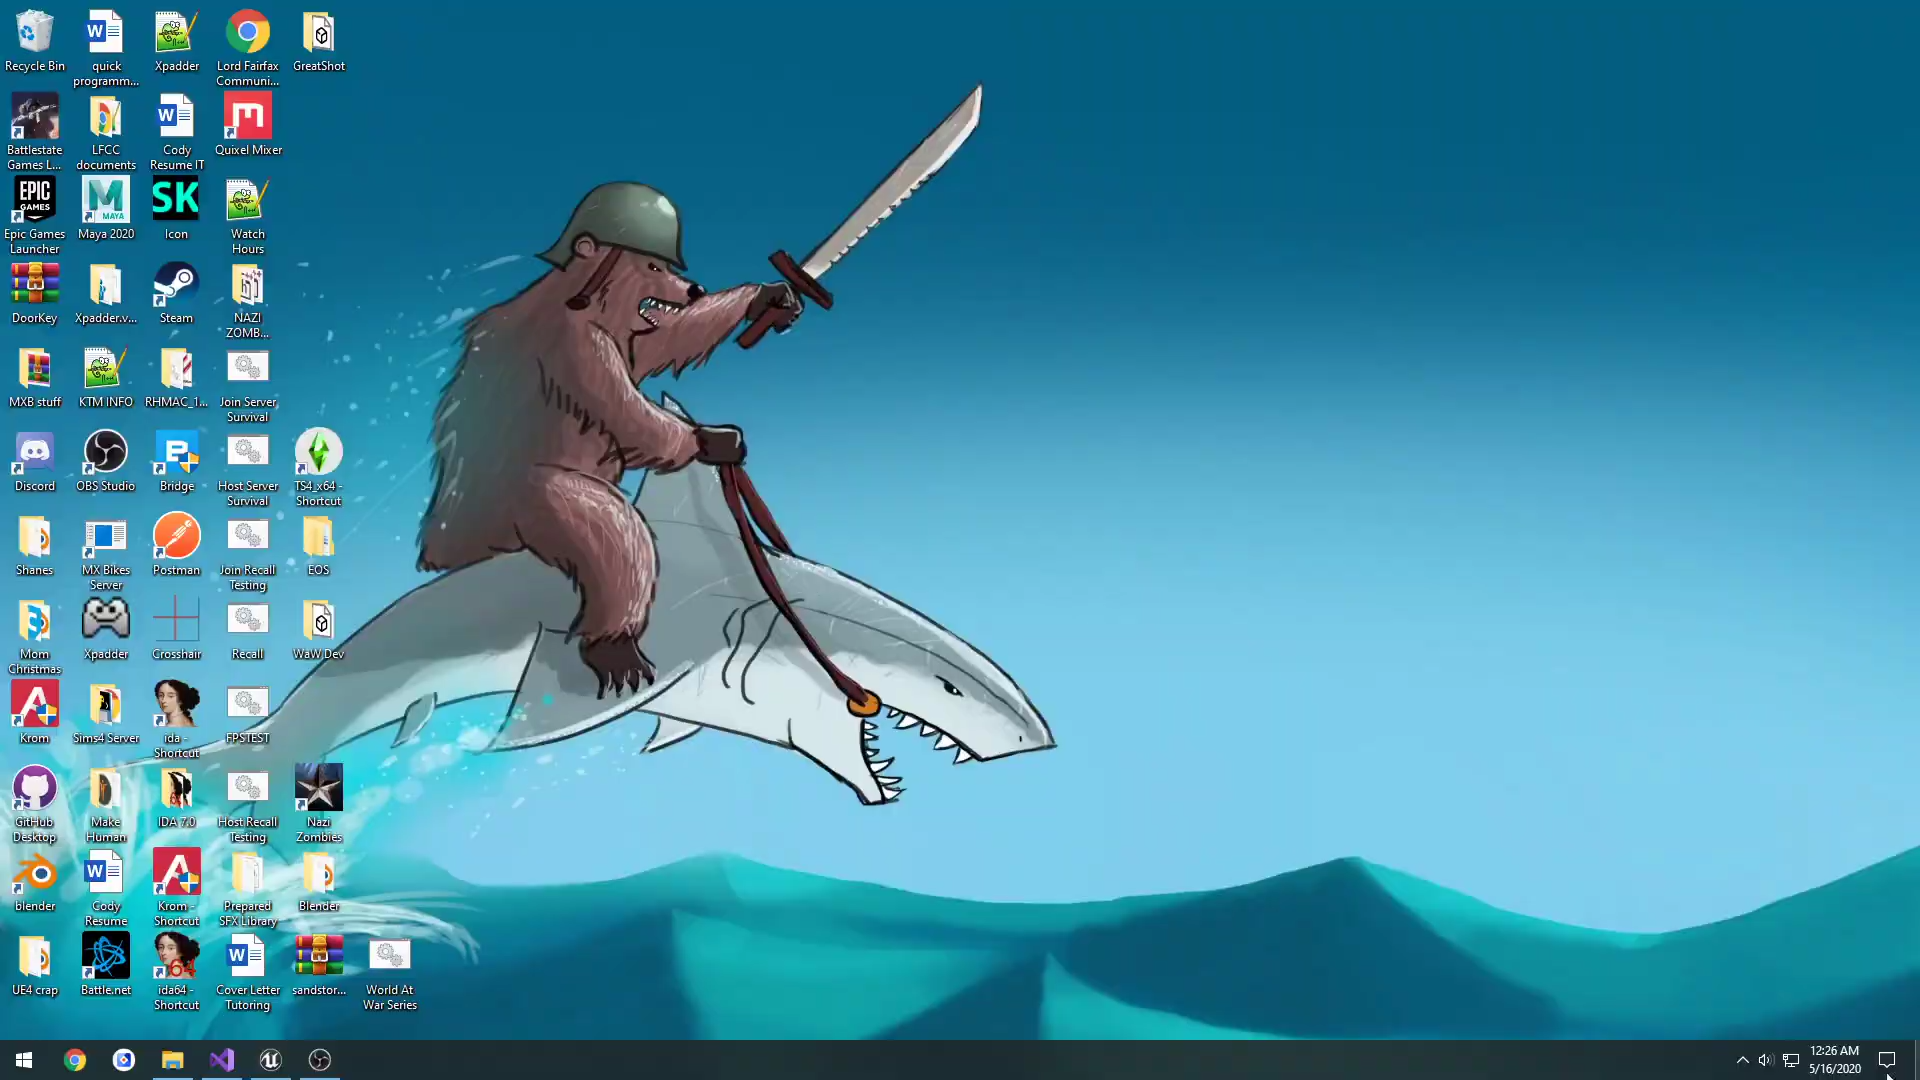 Recycle Bin
quick
programm...
Xpadder
Lord Fairfax
Communi...
GreatShot
Battlestate
Games L...
LFCC
documents
Cody
Resume IT
Quixel Mixer
EPIC
GAMES
Epic Games
Launcher
MAYA
Maya 2020
SK
Icon
Watch
Hours
DoorKey
Xpadder.v...
Steam
NAZI
ZOMB...
MXB stuff
KTM INFO
RHMAC_1...
Join Server
Survival
Discord
OBS Studio
Bridge
Host Server
Survival
TS4_x64 -
Shortcut
Shanes
MX Bikes
Server
Postman
Join Recall
Testing
EOS
Mom
Christmas
Xpadder
Crosshair
Recall
WaW Dev
Krom
Sims4 Server
ida -
Shortcut
FPSTEST
GitHub
Desktop
Make
Human
IDA 7.0
Host Recall
Testing
Nazi
Zombies
blender
Cody
Resume
Krom -
Shortcut
Prepared
SFX Library
Blender
UE4 crap
Battle.net
64
ida64 -
Shortcut
Cover Letter
Tutoring
sandstor...
World At
War Series
12:26 AM
5/16/2020